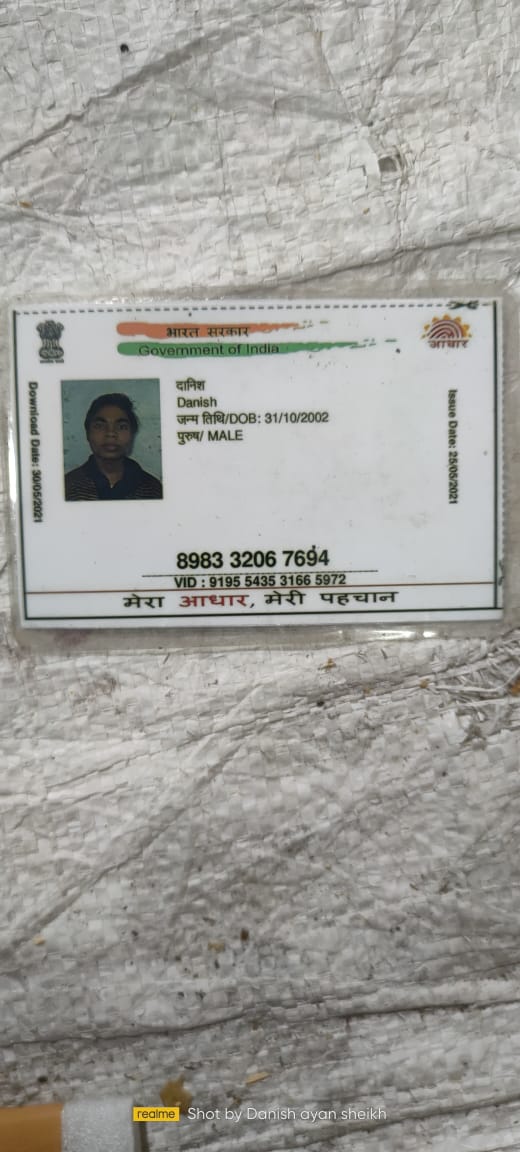 भारत सरकार
Government of India
आधार
Download Date: 30/05/2021
दानिश
Danish
जन्म तिथि/DOB: 31/10/2002
पुरुष/ MALE
Issue Date: 25/05/2021
8983 3206 7694
VID : 9195 5435 3166 5972
मेरा आधार, मेरी पहचान
realme Shot by Danish ayan sheikh